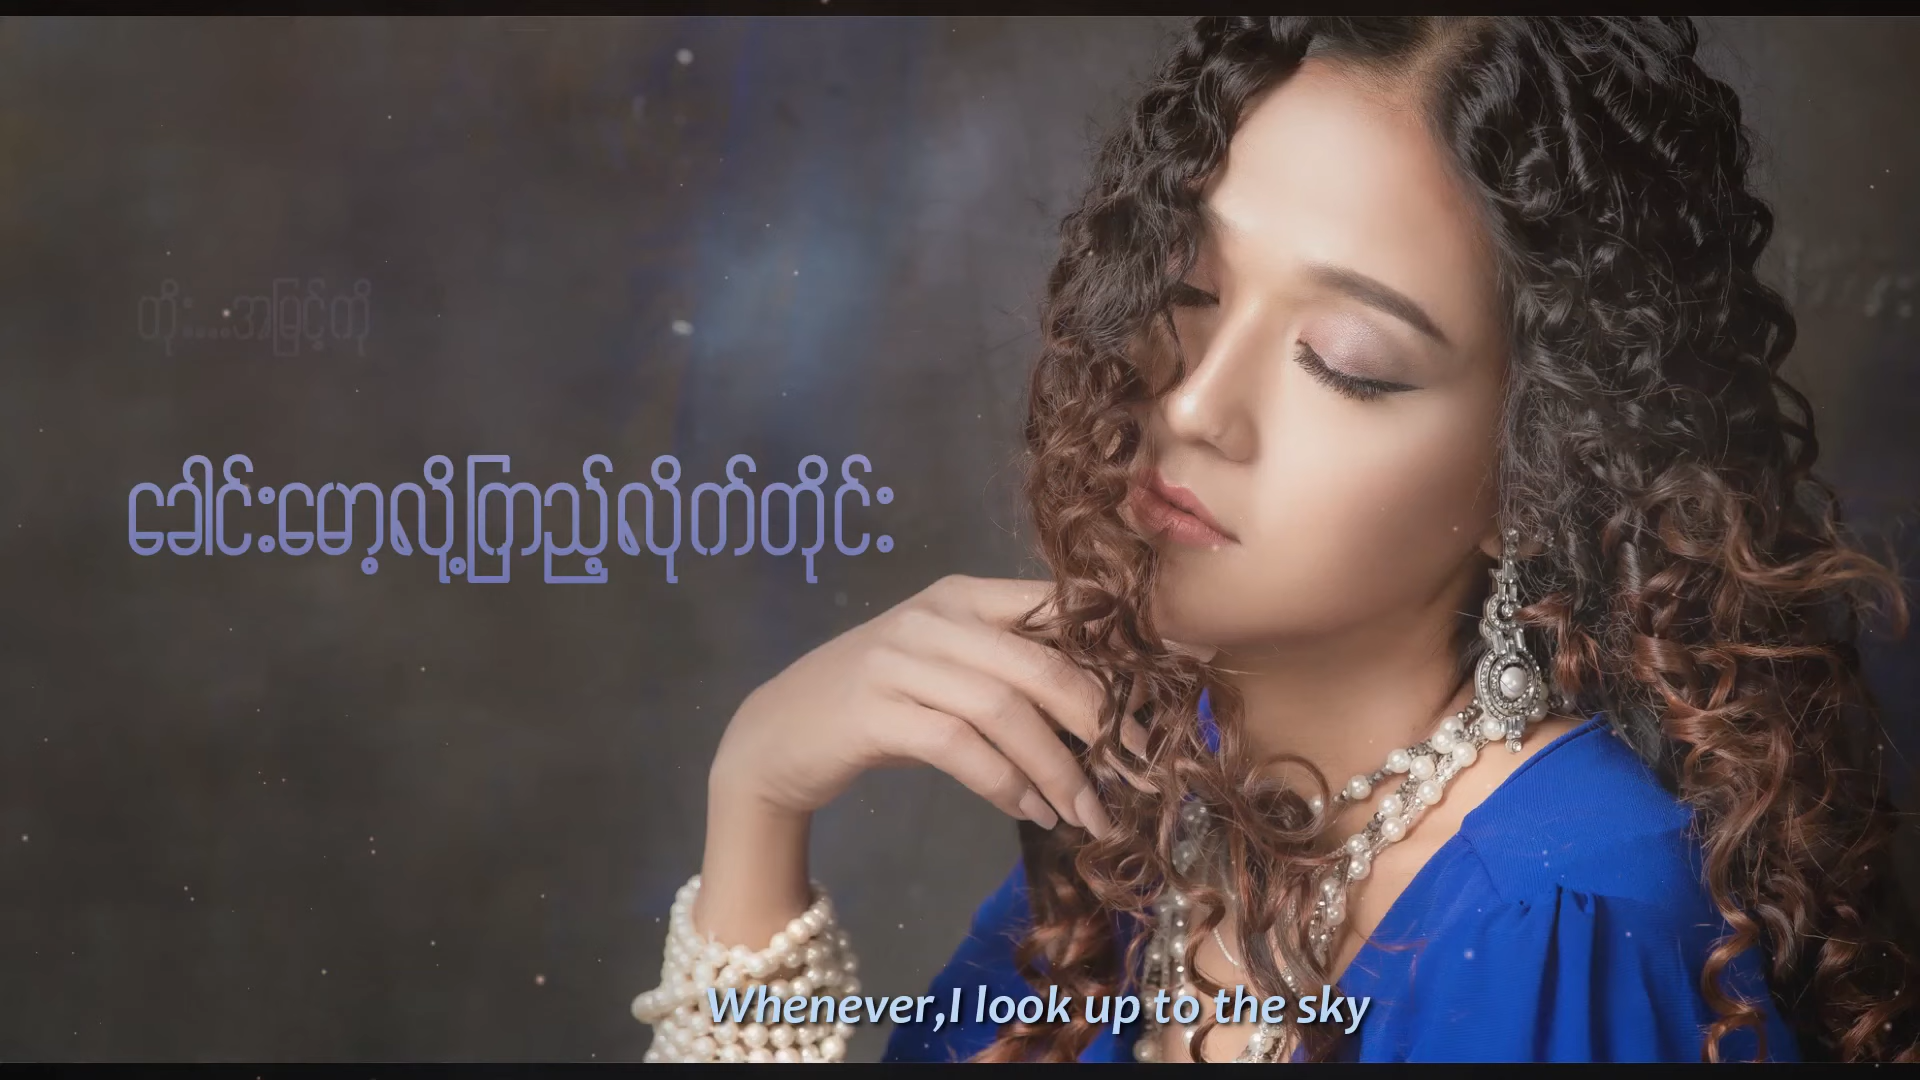 တိုး...အမြင့်ကို
ခေါင်းမော့လို့ကြည့်လိုက်တိုင်း
Whenever,I look up to the sky